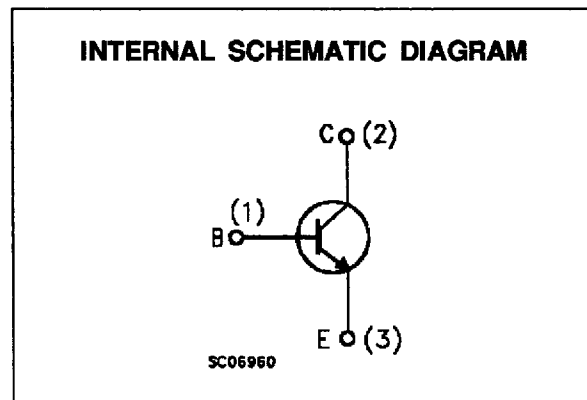 INTERNAL SCHEMATIC DIAGRAM
C (2)
(1)
B
E (3)
SC06960